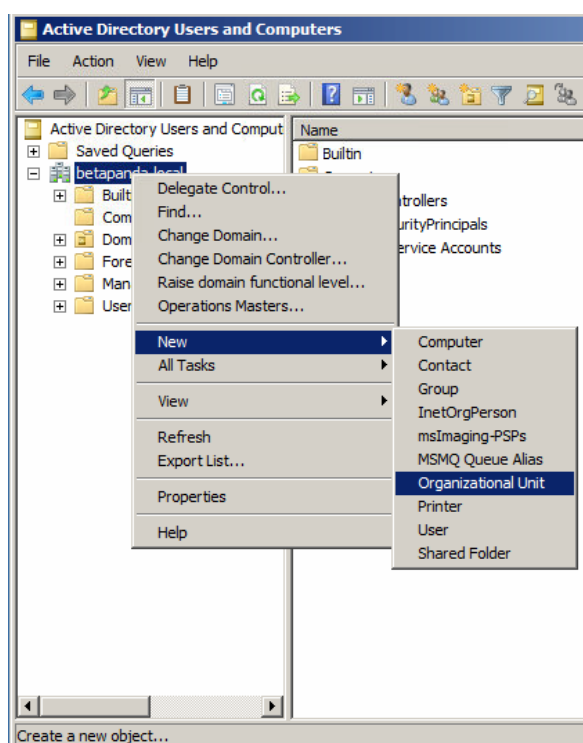 Active Directory Users and Computers
File Action View Help
Active Directory Users and Comput
Saved Queries
betapanda.local
Built
Com
Dom
Fore
Man
User
Name
Builtin
ntrollers
urityPrincipals
ervice Accounts
Delegate Control...
Find...
Change Domain...
Change Domain Controller...
Raise domain functional level...
Operations Masters...
New
All Tasks
View
Refresh
Export List...
Properties
Help
Computer
Contact
Group
InetOrgPerson
msImaging-PSPs
MSMQ Queue Alias
Organizational Unit
Printer
User
Shared Folder
Create a new object...